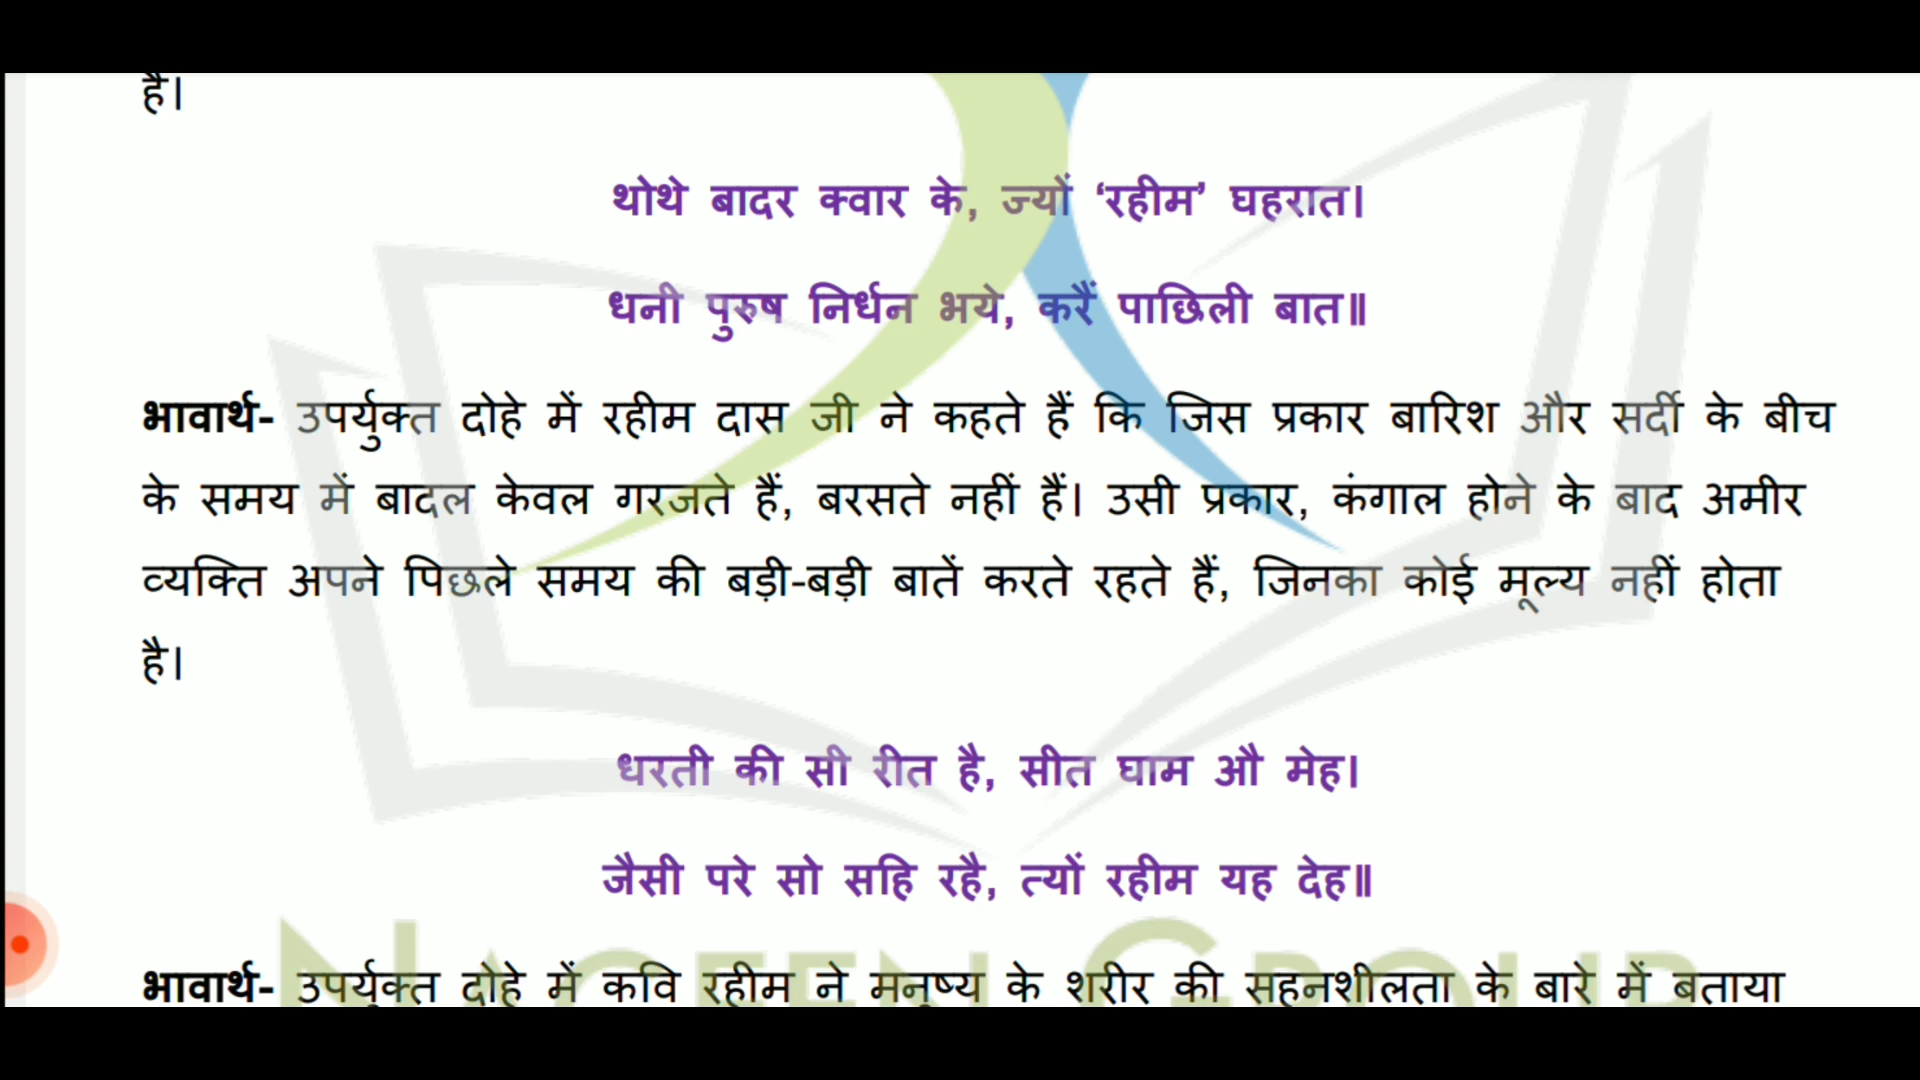 है।
थोथे बादर क्वार के, ज्यों ‘रहीम’ घहरात।
धनी पुरुष निर्धन भये, करैं पाछिली बात॥
भावार्थ- उपर्युक्त दोहे में रहीम दास जी ने कहते हैं कि जिस प्रकार बारिश और सर्दी के बीच
के समय में बादल केवल गरजते हैं, बरसते नहीं हैं। उसी प्रकार, कंगाल होने के बाद अमीर
व्यक्ति अपने पिछले समय की बड़ी-बड़ी बातें करते रहते हैं, जिनका कोई मूल्य नहीं होता
है।
धरती की सी रीत है, सीत घाम औ मेह।
जैसी परे सो सहि रहै, त्यों रहीम यह देह॥
भावार्थ- उपर्युक्त दोहे में कवि रहीम ने मनुष्य के शरीर की सहनशीलता के बारे में बताया